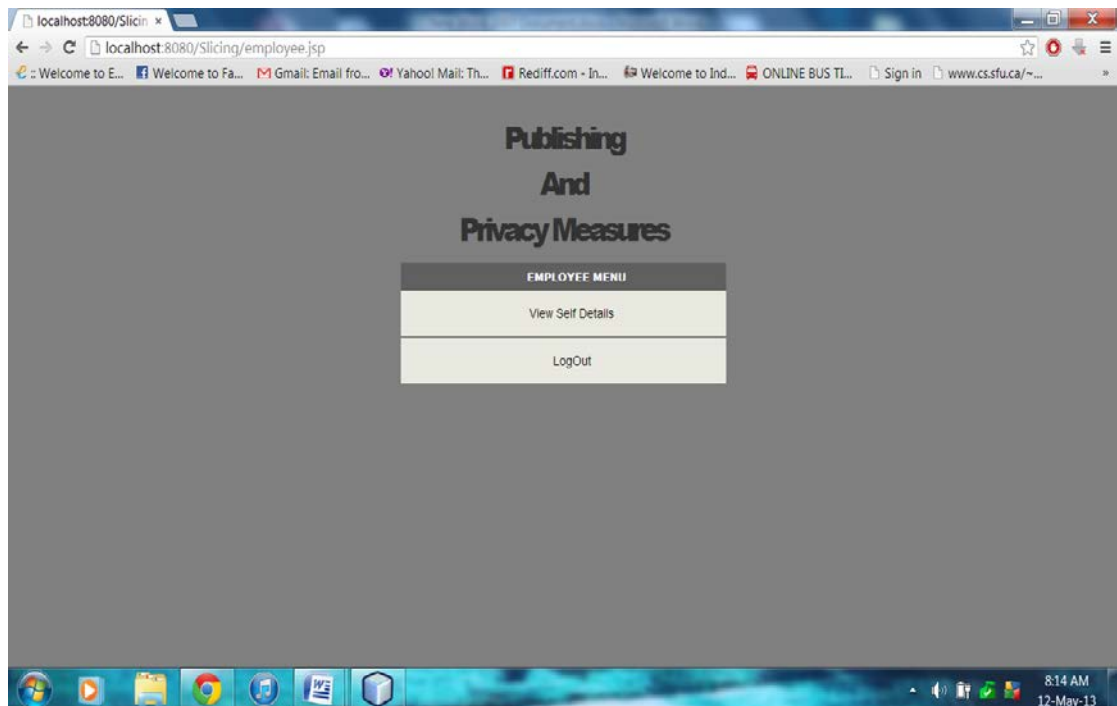 localhost:8080/Slicin
localhost:8080/Slicing/employee.jsp
:: Welcome to E... Welcome to Fa... Gmail: Email fro... Yahoo! Mail: Th... Rediff.com - In... Welcome to Ind... ONLINE BUS TI... Sign in www.cs.sfu.ca/~... »
Publishing
And
Privacy Measures
EMPLOYEE MENU
View Self Details
LogOut
8:14 AM
12-May-13